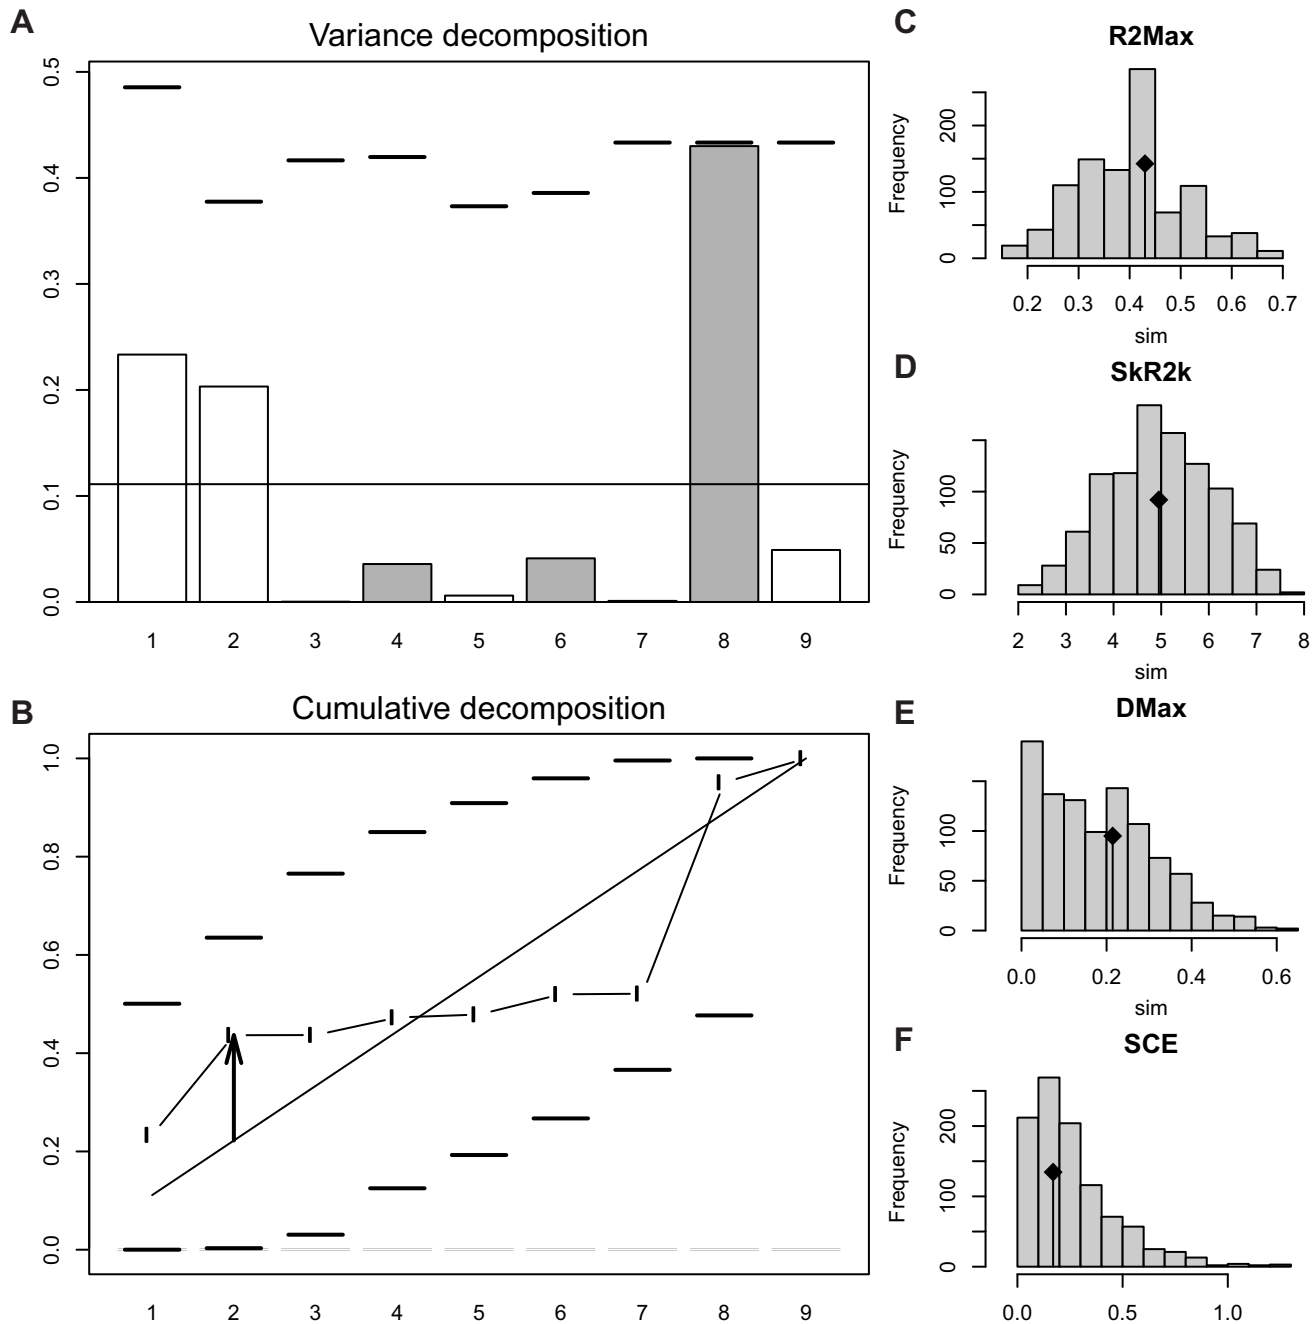 A
Variance decomposition
0.5
0.4
0.3
0.2
0.1
0.0
1 2 3 4 5 6 7 8 9
B
Cumulative decomposition
1.0
0.8
0.6
0.4
0.2
0.0
1 2 3 4 5 6 7 8 9
C
R2Max
Frequency
200
100
0
0.2 0.3 0.4 0.5 0.6 0.7
sim
D
SkR2k
Frequency
100
50
0
2 3 4 5 6 7 8
sim
E
DMax
Frequency
100
50
0
0.0 0.2 0.4 0.6
sim
F
SCE
Frequency
200
100
0
0.0 0.5 1.0